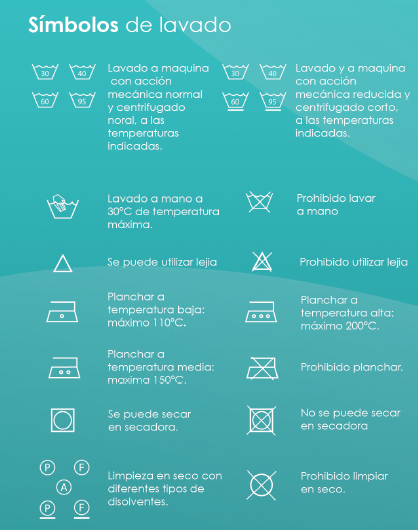 Símbolos de lavado
30 40
60 95
Lavado a maquina
con acción
mecánica normal
y centrifugado
noral, a las
temperaturas
indicadas.
30 40
60 95
Lavado y a maquina
con acción
mecánica reducida y
centrifugado corto,
a las temperaturas
indicadas.
Lavado a mano a
30°C de temperatura
máxima.
Prohibido lavar
a mano
Se puede utilizar lejia
Prohibido utilizar lejia
Planchar a
temperatura baja:
máximo 110°C.
Planchar a
temperatura alta:
máximo 200°C.
Planchar a
temperatura media:
maxima 150°C.
Prohibido planchar.
Se puede secar
en secadora.
No se puede secar
en secadora
P F
A
P F
Limpieza en seco con
diferentes tipos de
disolventes.
Prohibido limpiar
en seco.